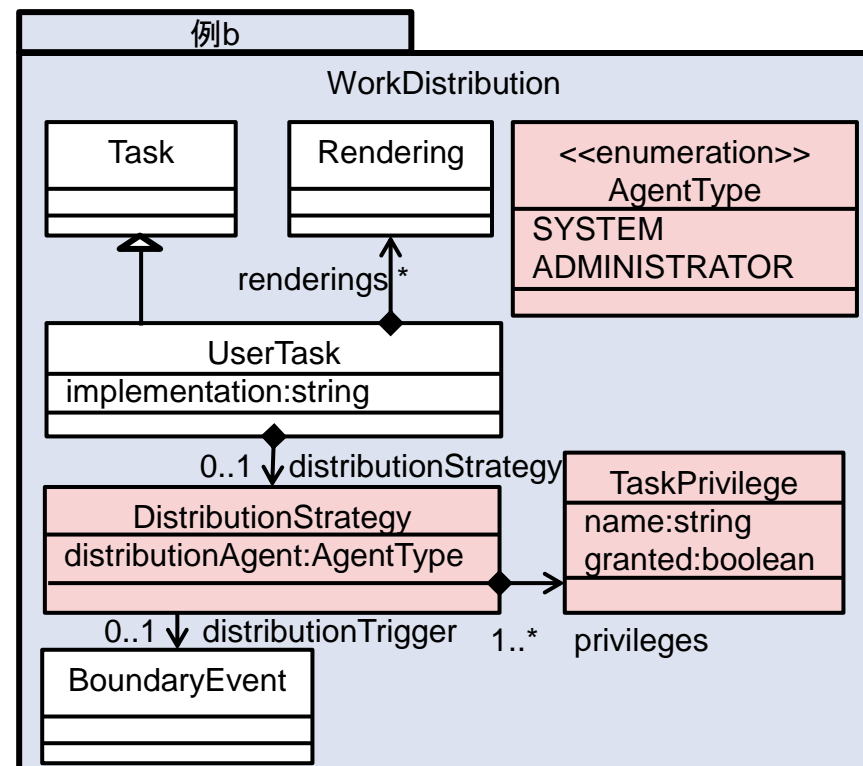 例b
WorkDistribution
Task
Rendering
<<enumeration>>
AgentType
SYSTEM
ADMINISTRATOR
renderings *
UserTask
implementation:string
0..1 distributionStrategy
TaskPrivilege
name:string
granted:boolean
DistributionStrategy
distributionAgent:AgentType
0..1 distributionTrigger
1..* privileges
BoundaryEvent